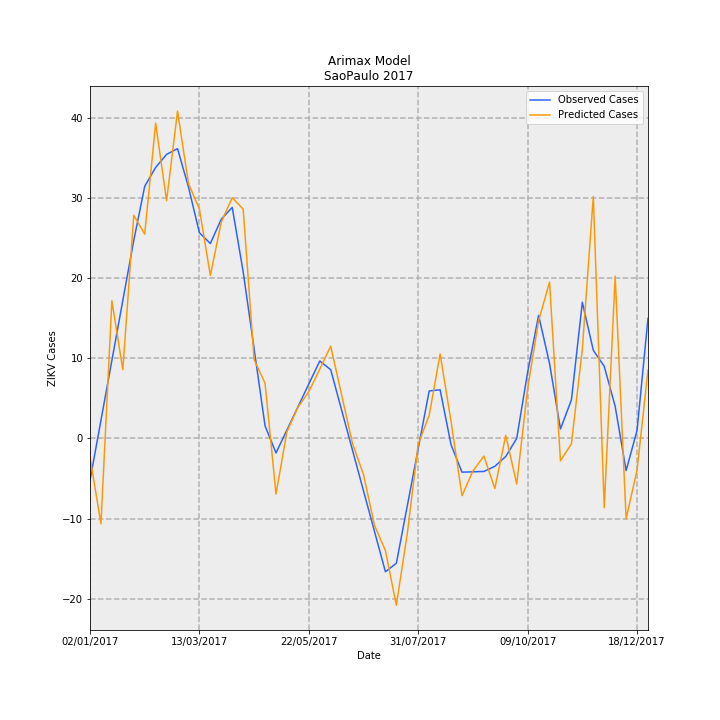 Arimax Model
SaoPaulo 2017
Observed Cases
Predicted Cases
ZIKV Cases
40
30
20
10
0
−10
−20
02/01/2017 13/03/2017 22/05/2017 31/07/2017 09/10/2017 18/12/2017
Date